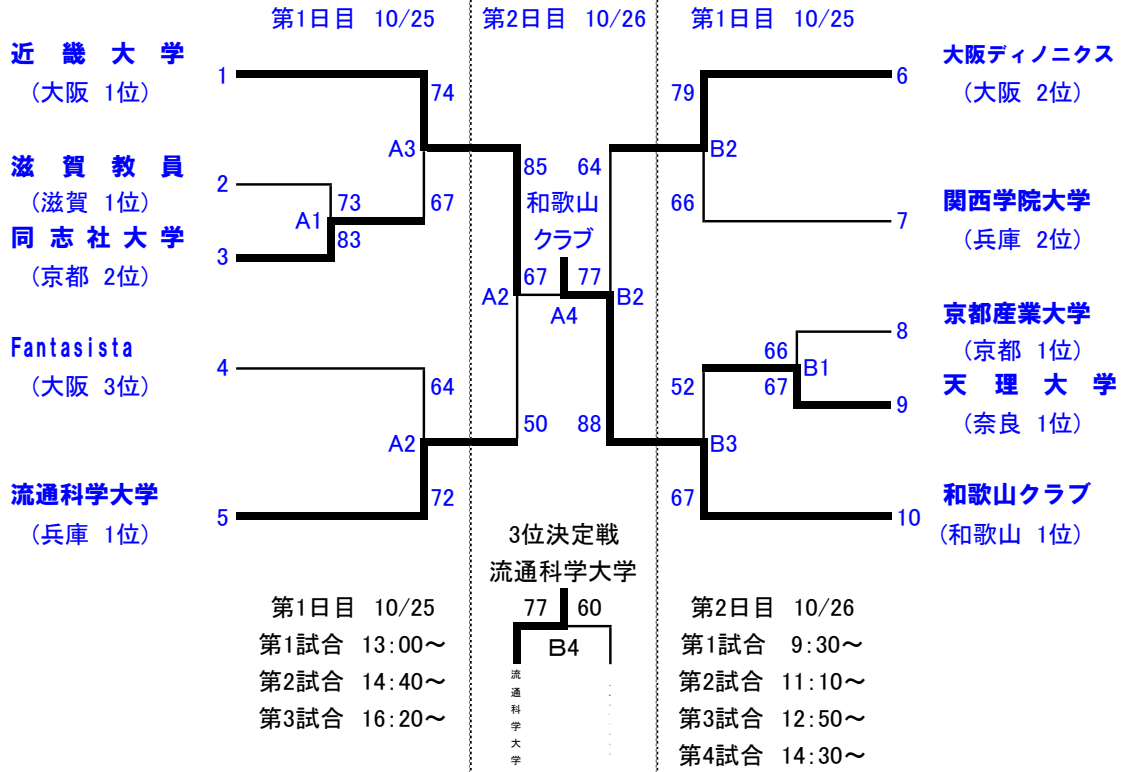 第1日目 10/25
第2日目 10/26
第1日目 10/25
近畿大学
(大阪 1位)
1
74
A3
滋賀教員
(滋賀 1位)
2
73
67
A1
同志社大学
(京都 2位)
3
83
Fantasista
(大阪 3位)
4
64
A2
流通科学大学
(兵庫 1位)
5
72
85 64
和歌山
クラブ
67 77
A2
A4
B2
50 88
大阪ディノニクス
(大阪 2位)
6
79
B2
66
関西学院大学
(兵庫 2位)
7
京都産業大学
(京都 1位)
8
66
B1
67
52
天理大学
(奈良 1位)
9
B3
67
和歌山クラブ
(和歌山 1位)
10
3位決定戦
流通科学大学
77 60
B4
流通科学大学
第1日目 10/25
第1試合 13:00～
第2試合 14:40～
第3試合 16:20～
第2日目 10/26
第1試合 9:30～
第2試合 11:10～
第3試合 12:50～
第4試合 14:30～